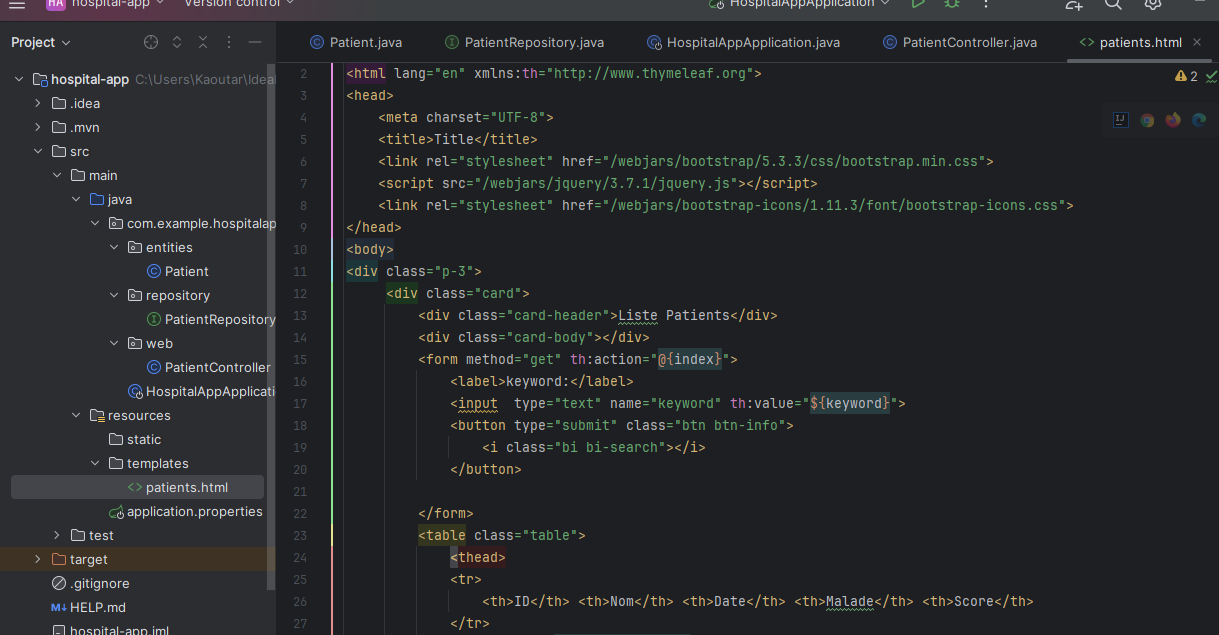 HA hospital-app Version control HospitalAppApplication
Project
Patient.java PatientRepository.java HospitalAppApplication.java PatientController.java <> patients.html
hospital-app C:\Users\Kaoutar\Idea
.idea
.mvn
src
main
java
com.example.hospitalap
entities
Patient
repository
PatientRepository
web
PatientController
HospitalAppApplicati
resources
static
templates
<> patients.html
application.properties
test
target
.gitignore
M↓ HELP.md
hospital-app.iml
2
2 <html lang="en" xmlns:th="http://www.thymeleaf.org">
3 <head>
4 <meta charset="UTF-8">
5 <title>Title</title>
6 <link rel="stylesheet" href="/webjars/bootstrap/5.3.3/css/bootstrap.min.css">
7 <script src="/webjars/jquery/3.7.1/jquery.js"></script>
8 <link rel="stylesheet" href="/webjars/bootstrap-icons/1.11.3/font/bootstrap-icons.css">
9 </head>
10 <body>
11 <div class="p-3">
12 <div class="card">
13 <div class="card-header">Liste Patients</div>
14 <div class="card-body"></div>
15 <form method="get" th:action="@{index}">
16 <label>keyword:</label>
17 <input type="text" name="keyword" th:value="${keyword}">
18 <button type="submit" class="btn btn-info">
19 <i class="bi bi-search"></i>
20 </button>
21
22 </form>
23 <table class="table">
24 <thead>
25 <tr>
26 <th>ID</th> <th>Nom</th> <th>Date</th> <th>Malade</th> <th>Score</th>
27 </tr>